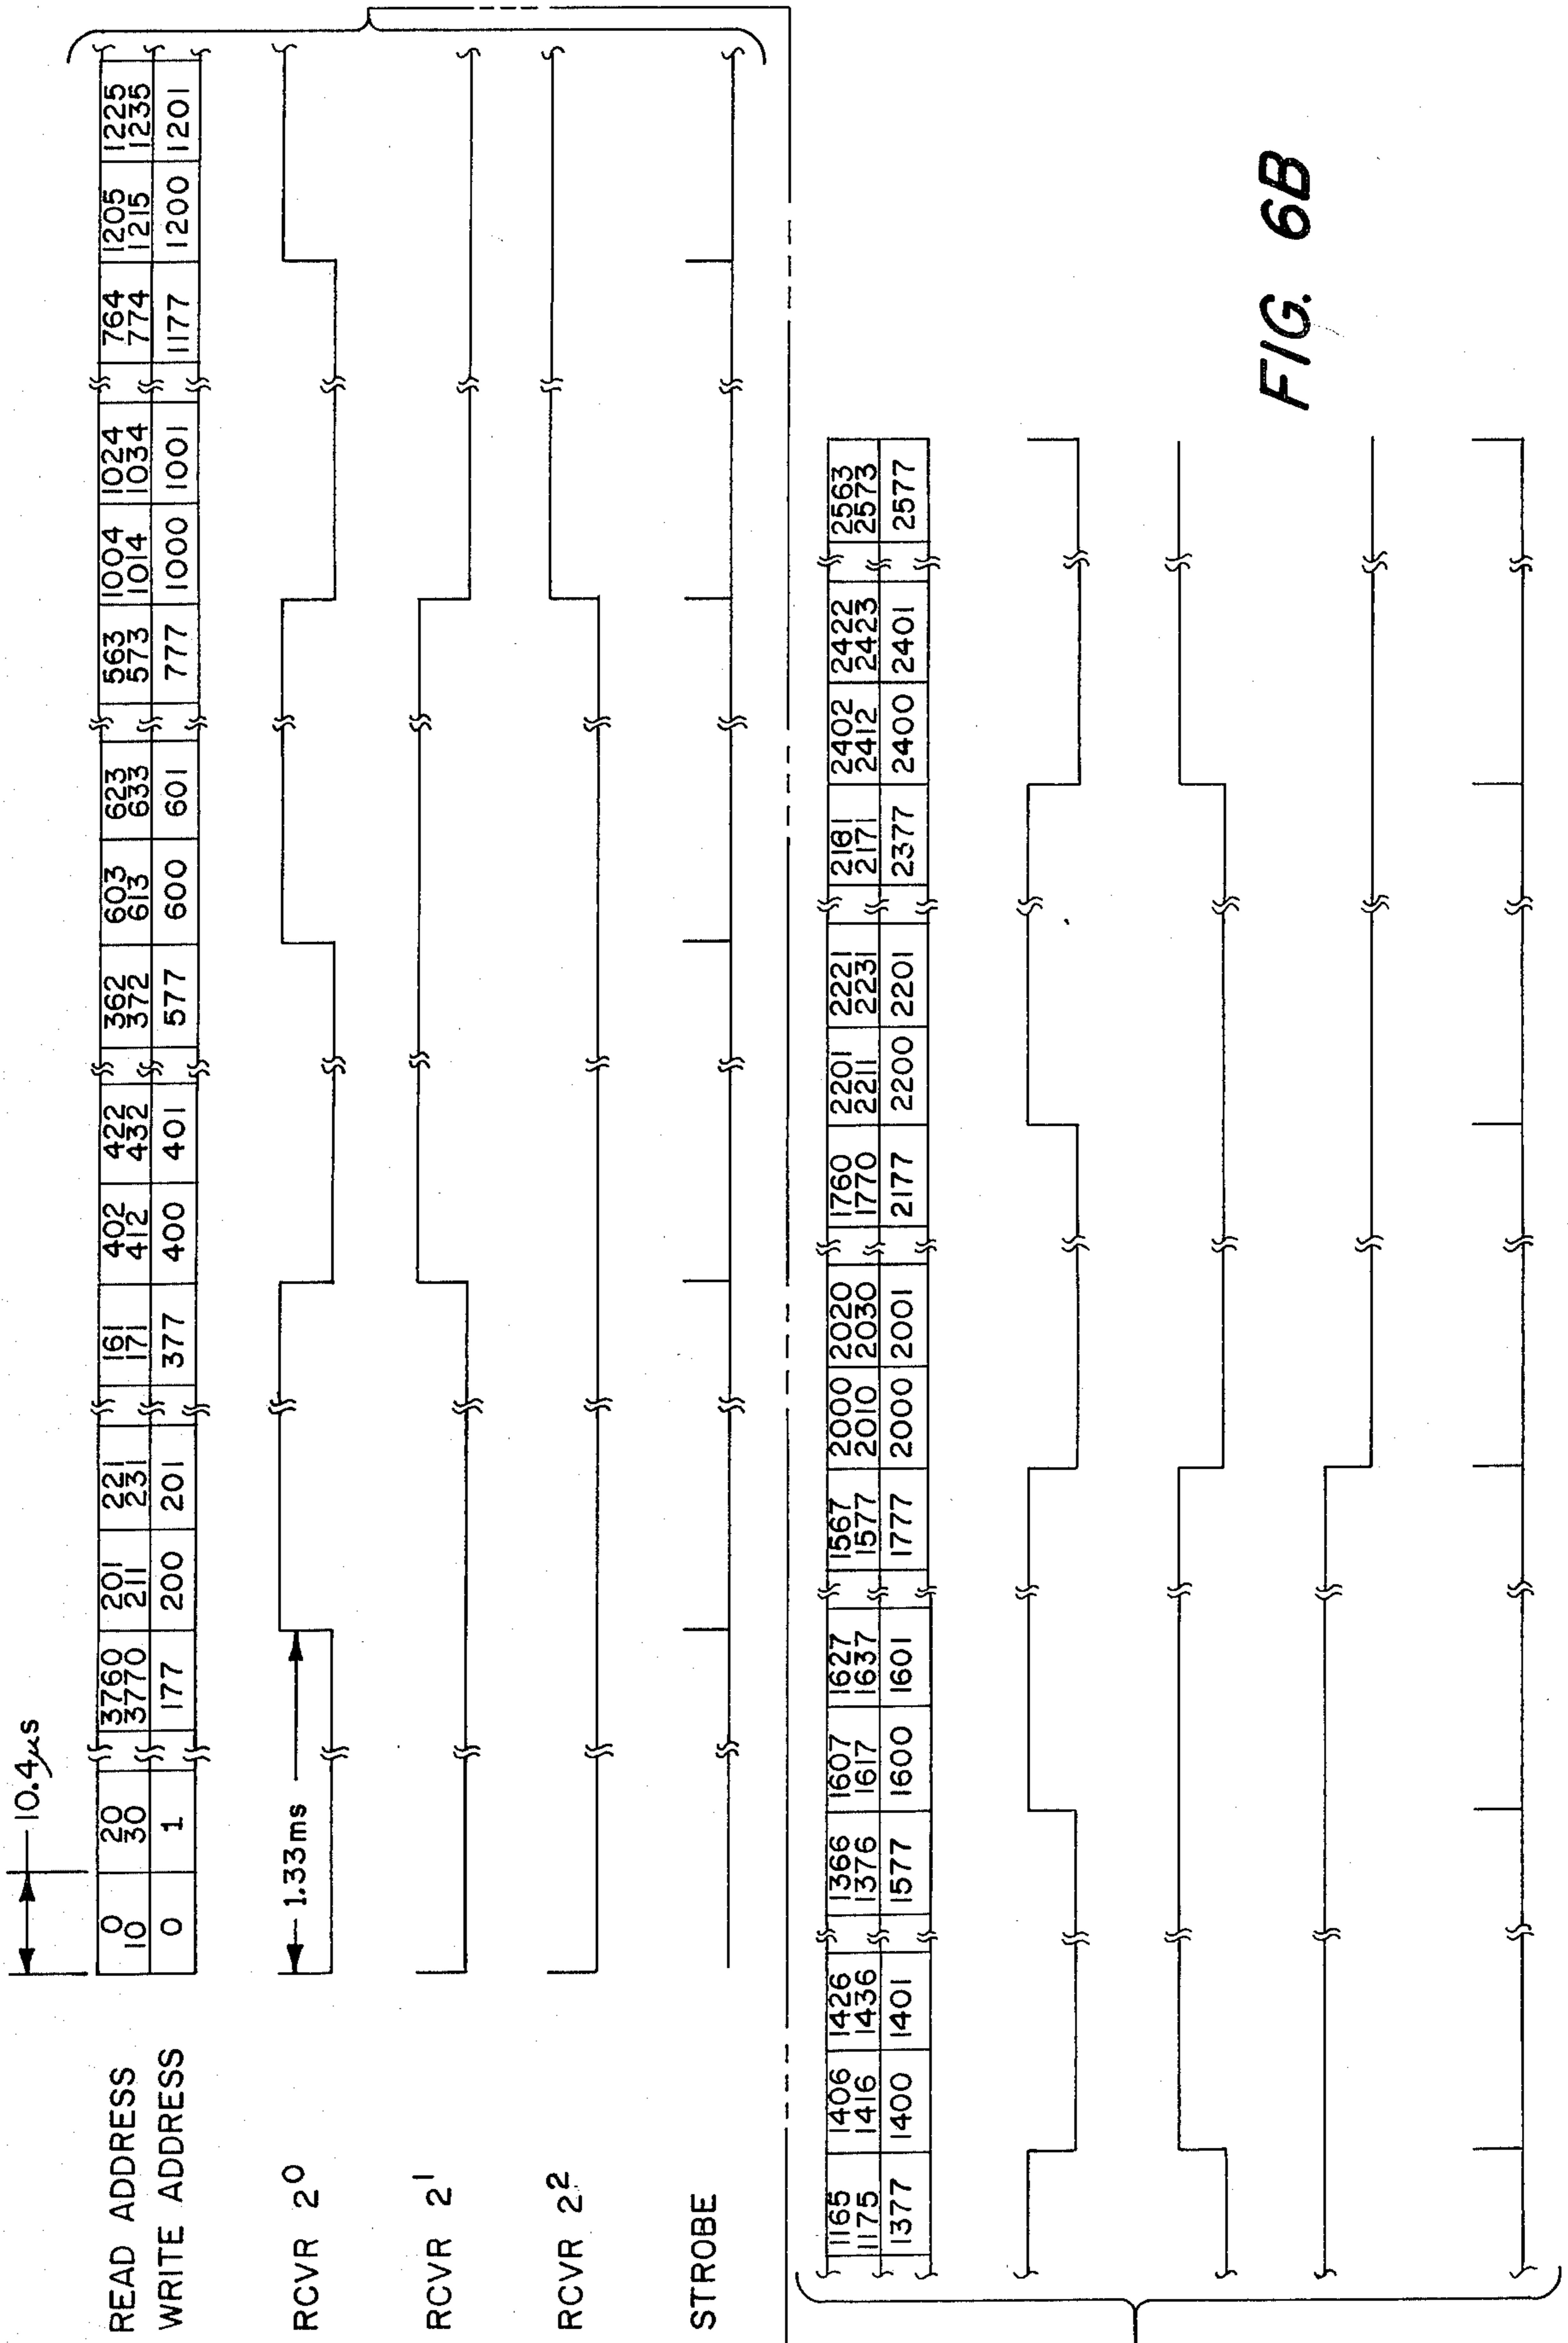 10.4µs
READ ADDRESS
0 20 3760 201 221 161 402 422 362 603 623 563 1004 1024 764 1205 1225
10 30 3770 211 231 171 412 432 372 613 633 573 1014 1034 774 1215 1235
WRITE ADDRESS
0 1 177 200 201 377 400 401 577 600 601 777 1000 1001 1177 1200 1201
1.33ms
RCVR 2⁰
RCVR 2¹
RCVR 2²
STROBE
1165 1406 1426 1366 1607 1627 1567 2000 2020 1760 2201 2221 2161 2402 2422 2563
1175 1416 1436 1376 1617 1637 1577 2010 2030 1770 2211 2231 2171 2412 2423 2573
1377 1400 1401 1577 1600 1601 1777 2000 2001 2177 2200 2201 2377 2400 2401 2577
FIG. 6B